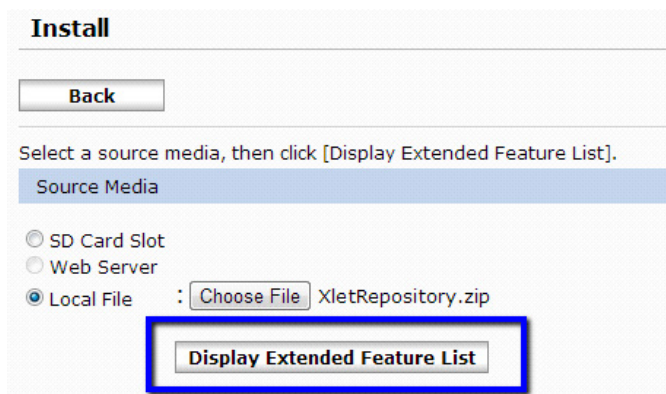 Install
Back
Select a source media, then click [Display Extended Feature List].
Source Media
SD Card Slot
Web Server
Local File : Choose File XletRepository.zip
Display Extended Feature List